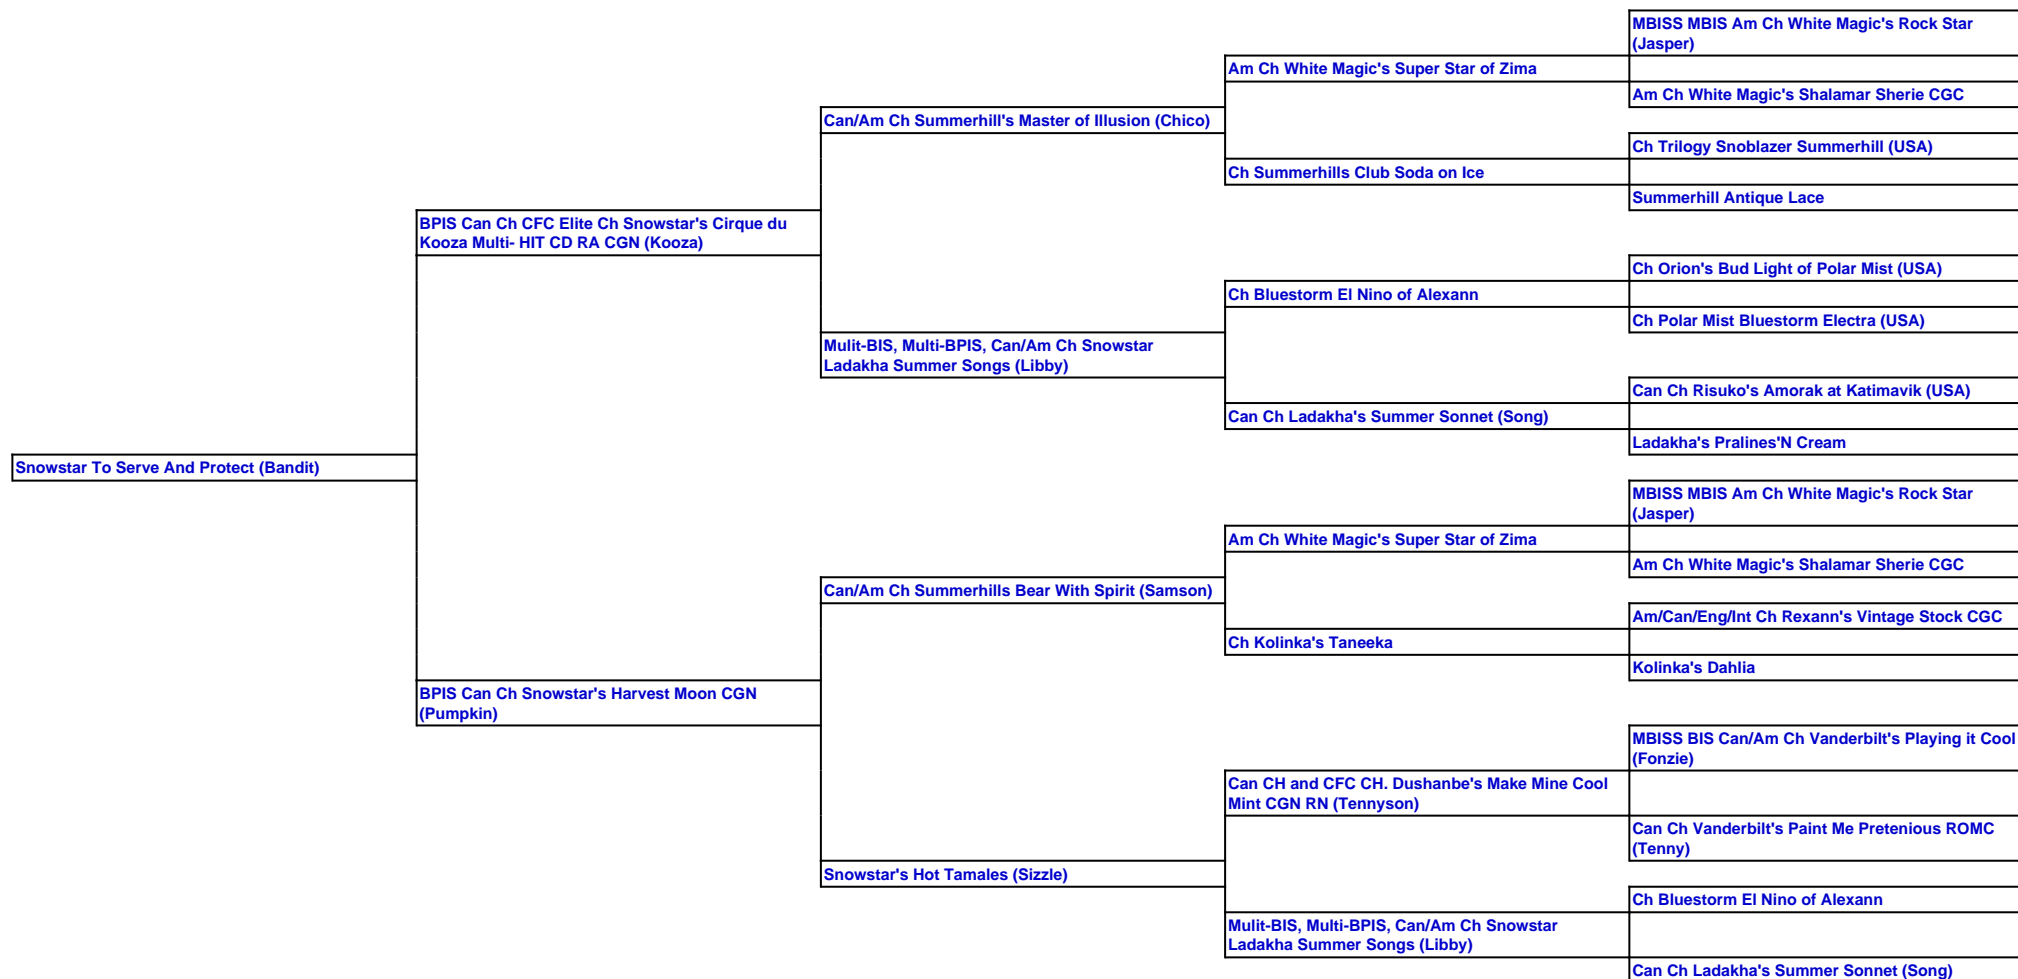 MBISS MBIS Am Ch White Magic's Rock Star
(Jasper)
Am Ch White Magic's Super Star of Zima
Am Ch White Magic's Shalamar Sherie CGC
Can/Am Ch Summerhill's Master of Illusion (Chico)
Ch Trilogy Snoblazer Summerhill (USA)
Ch Summerhills Club Soda on Ice
Summerhill Antique Lace
BPIS Can Ch CFC Elite Ch Snowstar's Cirque du
Kooza Multi- HIT CD RA CGN (Kooza)
Ch Orion's Bud Light of Polar Mist (USA)
Ch Bluestorm El Nino of Alexann
Ch Polar Mist Bluestorm Electra (USA)
Mulit-BIS, Multi-BPIS, Can/Am Ch Snowstar
Ladakha Summer Songs (Libby)
Can Ch Risuko's Amorak at Katimavik (USA)
Can Ch Ladakha's Summer Sonnet (Song)
Ladakha's Pralines'N Cream
Snowstar To Serve And Protect (Bandit)
MBISS MBIS Am Ch White Magic's Rock Star
(Jasper)
Am Ch White Magic's Super Star of Zima
Am Ch White Magic's Shalamar Sherie CGC
Can/Am Ch Summerhills Bear With Spirit (Samson)
Am/Can/Eng/Int Ch Rexann's Vintage Stock CGC
Ch Kolinka's Taneeka
Kolinka's Dahlia
BPIS Can Ch Snowstar's Harvest Moon CGN
(Pumpkin)
MBISS BIS Can/Am Ch Vanderbilt's Playing it Cool
(Fonzie)
Can CH and CFC CH. Dushanbe's Make Mine Cool
Mint CGN RN (Tennyson)
Can Ch Vanderbilt's Paint Me Pretenious ROMC
(Tenny)
Snowstar's Hot Tamales (Sizzle)
Ch Bluestorm El Nino of Alexann
Mulit-BIS, Multi-BPIS, Can/Am Ch Snowstar
Ladakha Summer Songs (Libby)
Can Ch Ladakha's Summer Sonnet (Song)